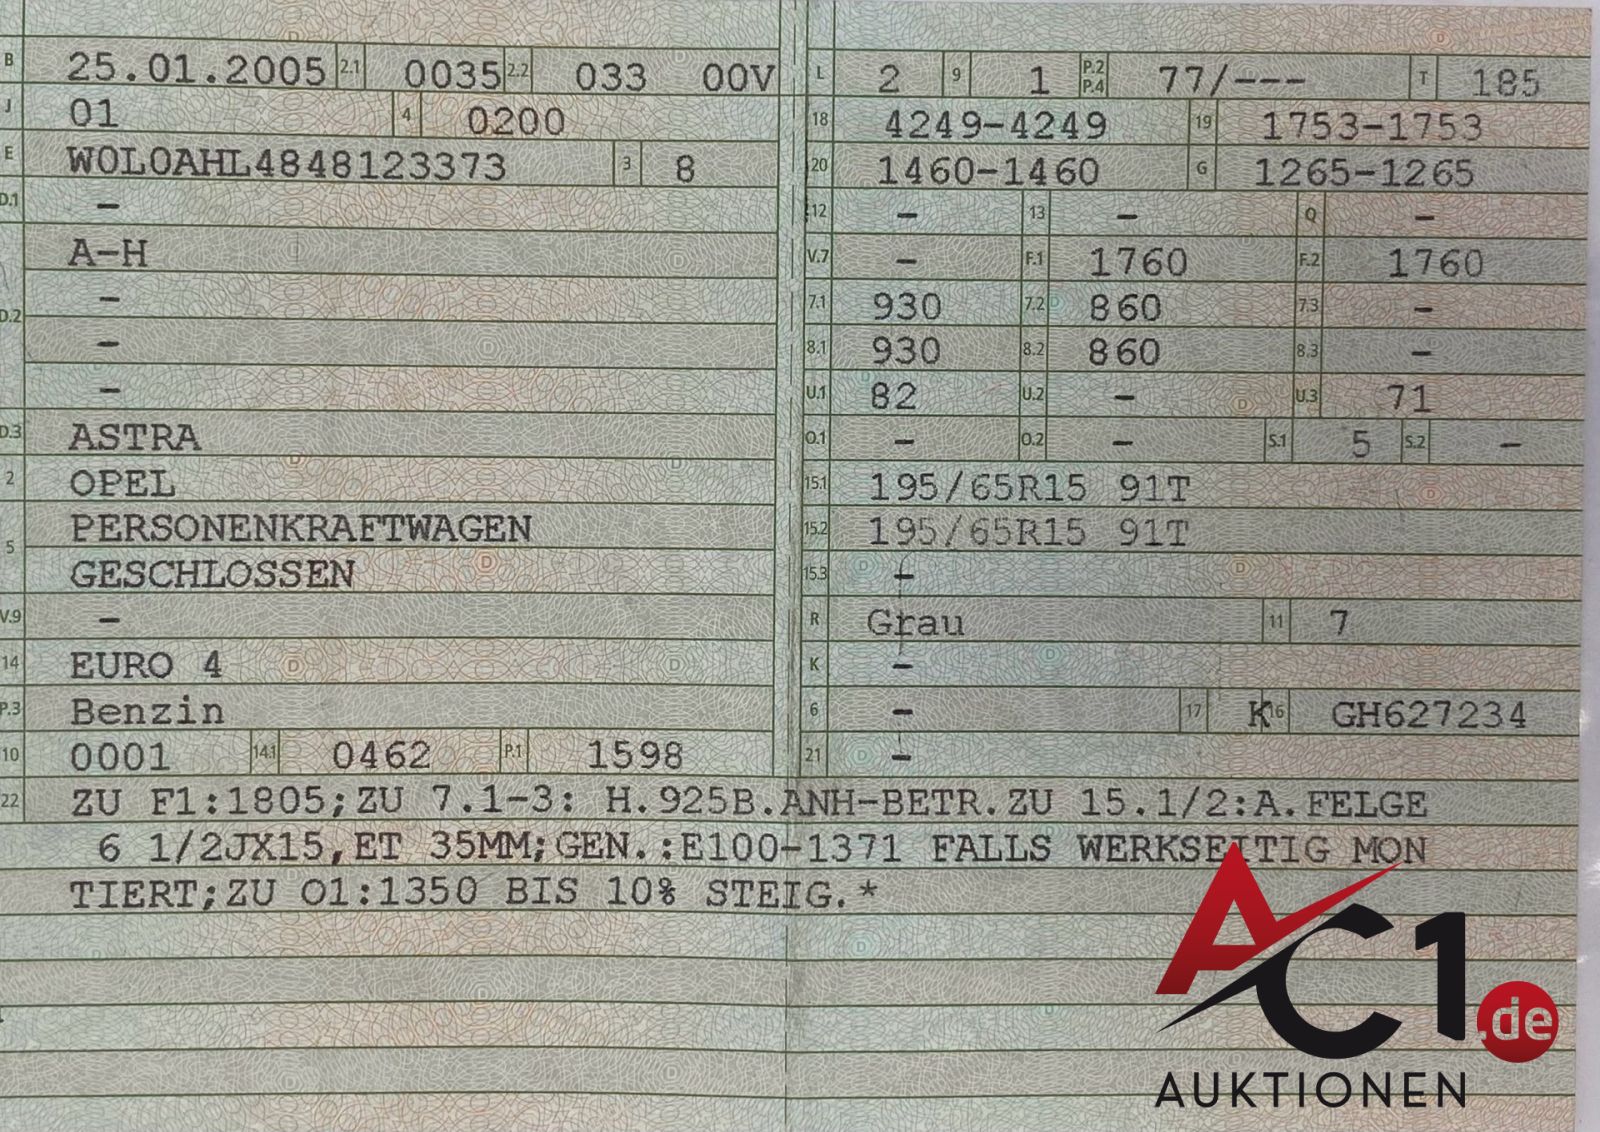 B 25.01.2005 2.1 0035 2.2 033 00V
J 01 4 0200
E WOLOAHL4848123373 3 8
D.1 –
A-H
D.2 –
–
–
D.3 ASTRA
2 OPEL
5 PERSONENKRAFTWAGEN
GESCHLOSSEN
V.9 –
14 EURO 4
P.3 Benzin
10 0001 14.1 0462 P.1 1598
L 2 9 1 P.2 P.4 77/--- T 185
18 4249-4249 19 1753-1753
20 1460-1460 G 1265-1265
12 – 13 – Q –
V.7 – F.1 1760 F.2 1760
7.1 930 7.2 860 7.3 –
8.1 930 8.2 860 8.3 –
U.1 82 U.2 – U.3 71
O.1 – O.2 – S.1 5 S.2 –
15.1 195/65R15 91T
15.2 195/65R15 91T
15.3 –
R Grau 11 7
K –
6 – 17 K 16 GH627234
21 –
22 ZU F1:1805;ZU 7.1-3: H.925B.ANH-BETR.ZU 15.1/2:A.FELGE
6 1/2JX15,ET 35MM;GEN.:E100-1371 FALLS WERKSEITIG MON
TIERT;ZU O1:1350 BIS 10% STEIG.*
AC1.de
AUKTIONEN